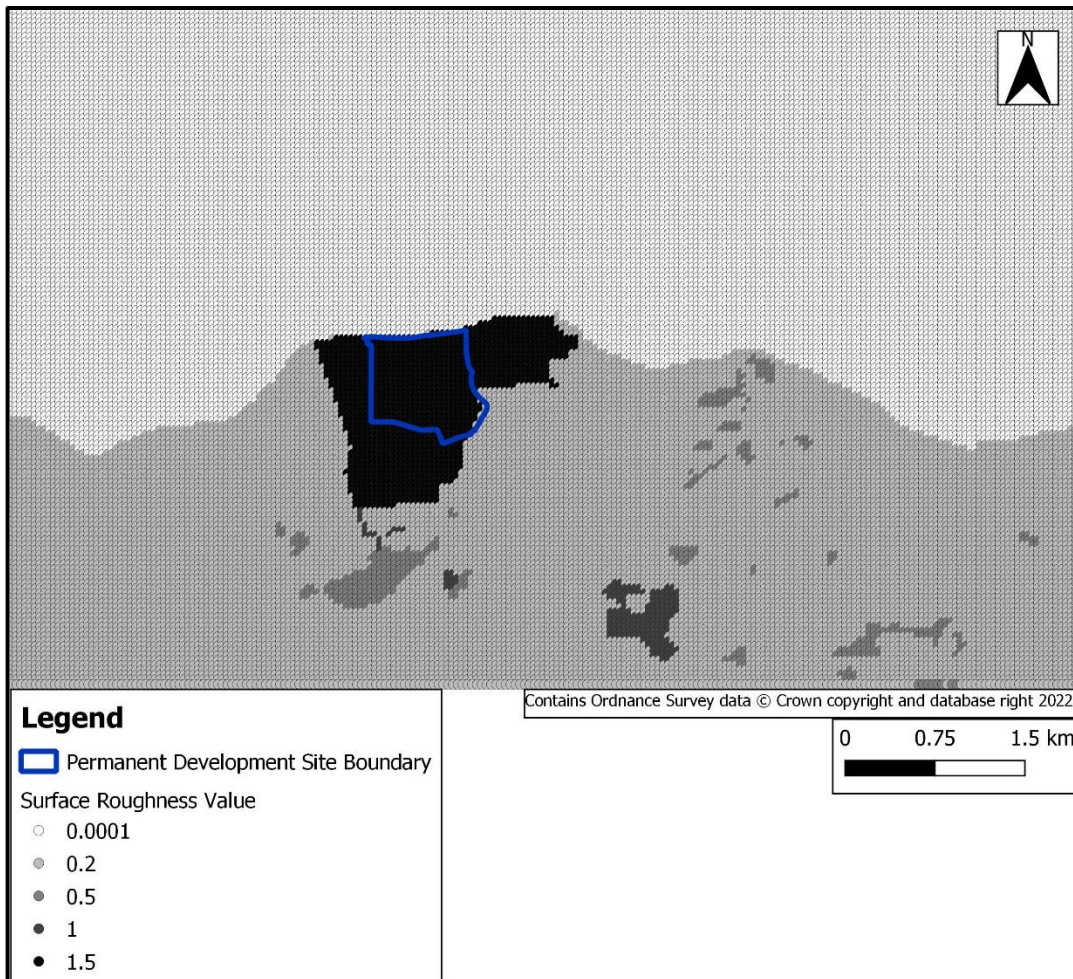 N
Contains Ordnance Survey data © Crown copyright and database right 2022
0 0.75 1.5 km
Legend
Permanent Development Site Boundary
Surface Roughness Value
0.0001
0.2
0.5
1
1.5